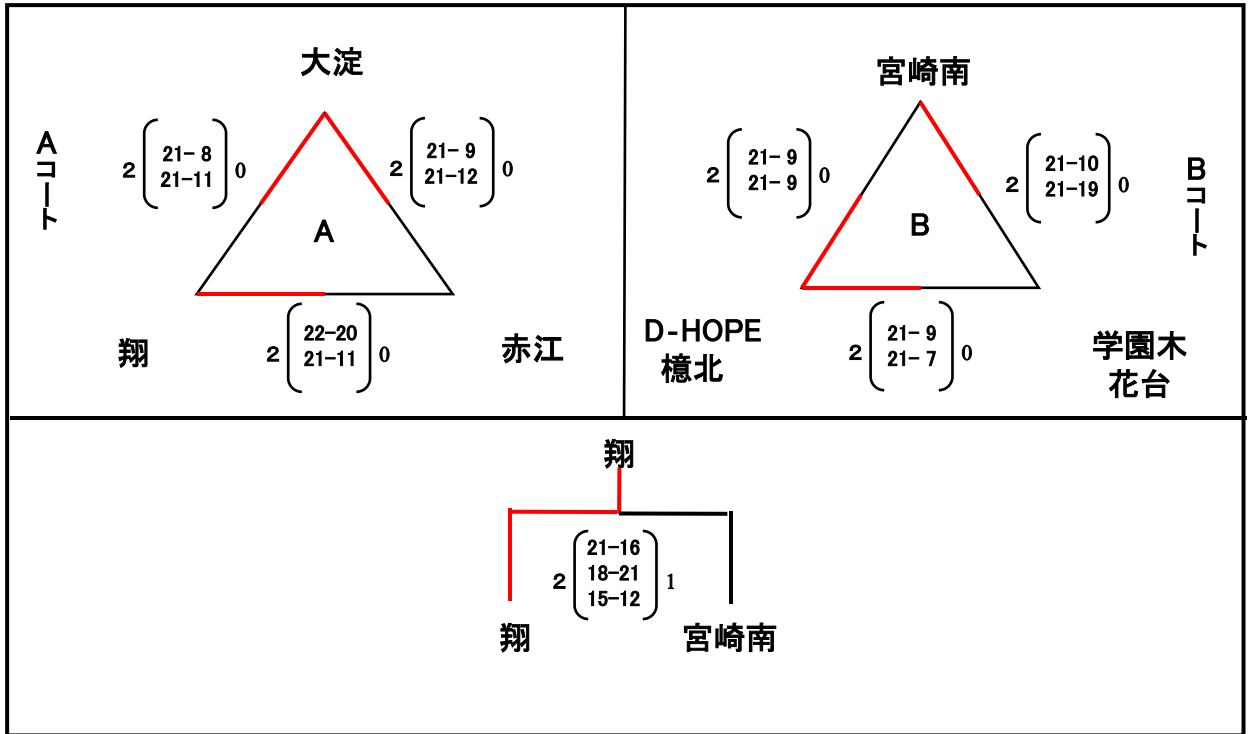 大淀
Aコート
2 21- 8 0
21-11
2 21- 9 0
21-12
A
2 22-20 0
21-11
翔
赤江
宮崎南
Bコート
2 21- 9 0
21- 9
2 21-10 0
21-19
B
2 21- 9 0
21- 7
D-HOPE
檍北
学園木
花台
翔
21-16
2 18-21 1
15-12
翔
宮崎南